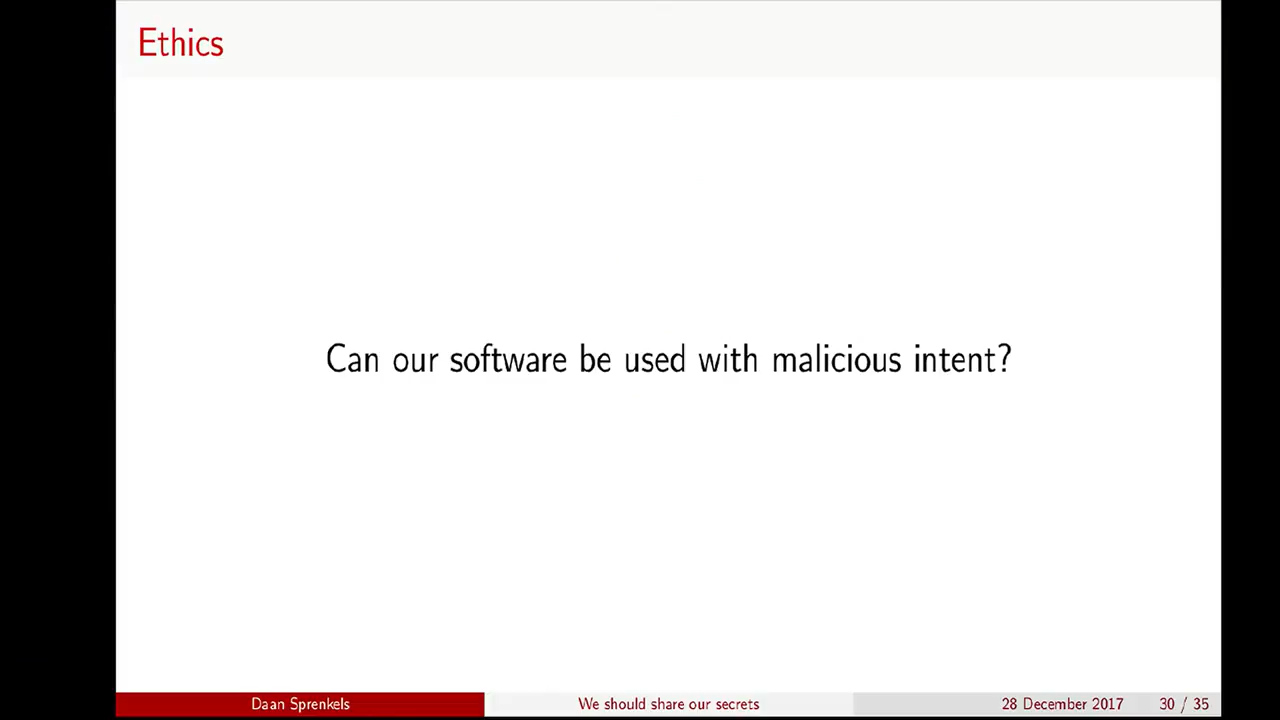 Ethics
Can our software be used with malicious intent?
Daan Sprenkels We should share our secrets 28 December 2017 30 / 35